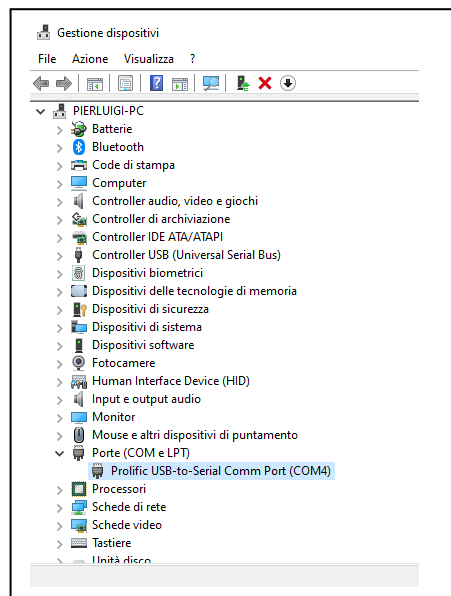 Gestione dispositivi
File Azione Visualizza ?
PIERLUIGI-PC
Batterie
Bluetooth
Code di stampa
Computer
Controller audio, video e giochi
Controller di archiviazione
Controller IDE ATA/ATAPI
Controller USB (Universal Serial Bus)
Dispositivi biometrici
Dispositivi delle tecnologie di memoria
Dispositivi di sicurezza
Dispositivi di sistema
Dispositivi software
Fotocamere
Human Interface Device (HID)
Input e output audio
Monitor
Mouse e altri dispositivi di puntamento
Porte (COM e LPT)
Prolific USB-to-Serial Comm Port (COM4)
Processori
Schede di rete
Schede video
Tastiere
Unità disco